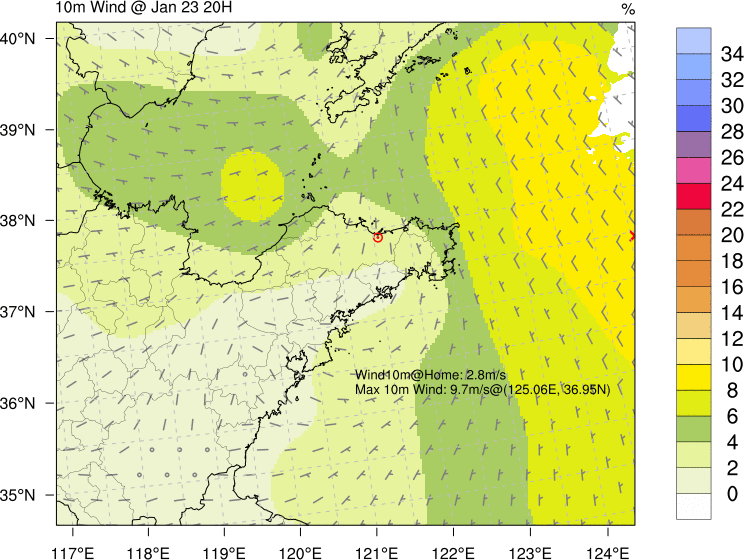 10m Wind @ Jan 23 20H
%
40°N
39°N
38°N
37°N
36°N
35°N
117°E 118°E 119°E 120°E 121°E 122°E 123°E 124°E
Wind10m@Home: 2.8m/s
Max 10m Wind: 9.7m/s@(125.06E, 36.95N)
34
32
30
28
26
24
22
20
18
16
14
12
10
8
6
4
2
0